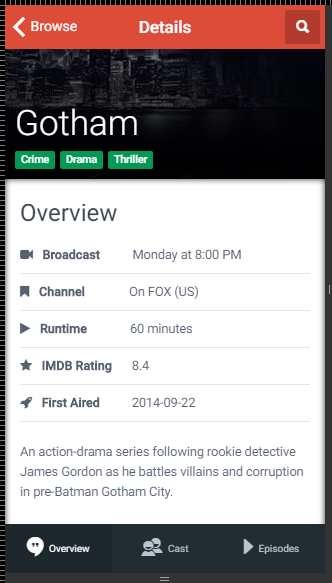 Browse Details
Gotham
Crime Drama Thriller
Overview
Broadcast Monday at 8:00 PM
Channel On FOX (US)
Runtime 60 minutes
IMDB Rating 8.4
First Aired 2014-09-22
An action-drama series following rookie detective
James Gordon as he battles villains and corruption
in pre-Batman Gotham City.
Overview Cast Episodes